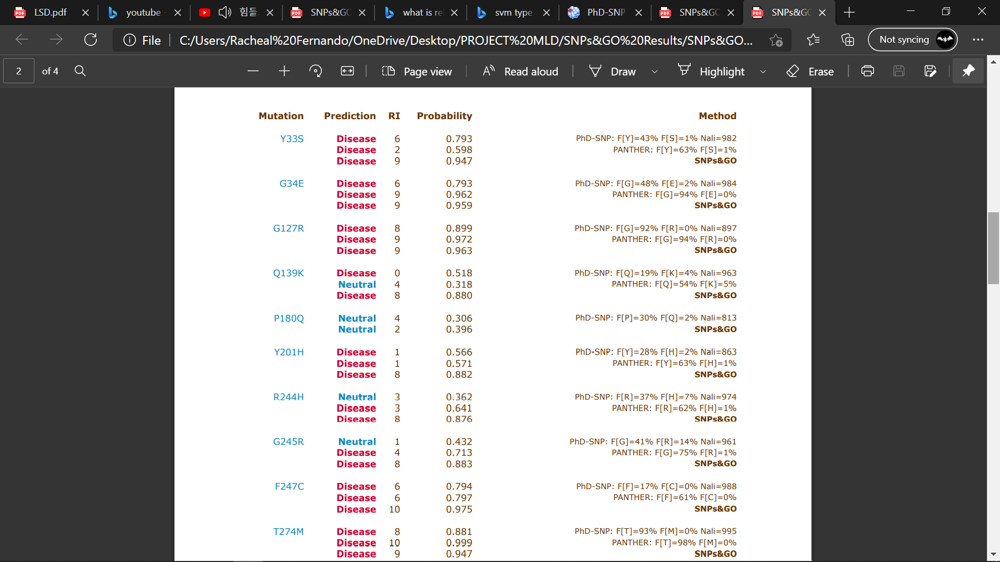 LSD.pdf youtube - 힘들 SNPs&GO what is rel svm type PhD-SNP SNPs&GO SNPs&GO
File C:/Users/Racheal%20Fernando/OneDrive/Desktop/PROJECT%20MLD/SNPs&GO%20Results/SNPs&GO... Not syncing
2 of 4 Page view Read aloud Draw Highlight Erase
Mutation Prediction RI Probability Method
Y33S Disease 6 0.793 PhD-SNP: F[Y]=43% F[S]=1% Nali=982
Disease 2 0.598 PANTHER: F[Y]=63% F[S]=1%
Disease 9 0.947 SNPs&GO
G34E Disease 6 0.793 PhD-SNP: F[G]=48% F[E]=2% Nali=984
Disease 9 0.962 PANTHER: F[G]=94% F[E]=0%
Disease 9 0.959 SNPs&GO
G127R Disease 8 0.899 PhD-SNP: F[G]=92% F[R]=0% Nali=897
Disease 9 0.972 PANTHER: F[G]=94% F[R]=0%
Disease 9 0.963 SNPs&GO
Q139K Disease 0 0.518 PhD-SNP: F[Q]=19% F[K]=4% Nali=963
Neutral 4 0.318 PANTHER: F[Q]=54% F[K]=5%
Disease 8 0.880 SNPs&GO
P180Q Neutral 4 0.306 PhD-SNP: F[P]=30% F[Q]=2% Nali=813
Neutral 2 0.396 SNPs&GO
Y201H Disease 1 0.566 PhD-SNP: F[Y]=28% F[H]=2% Nali=863
Disease 1 0.571 PANTHER: F[Y]=63% F[H]=1%
Disease 8 0.882 SNPs&GO
R244H Neutral 3 0.362 PhD-SNP: F[R]=37% F[H]=7% Nali=974
Disease 3 0.641 PANTHER: F[R]=62% F[H]=1%
Disease 8 0.876 SNPs&GO
G245R Neutral 1 0.432 PhD-SNP: F[G]=41% F[R]=14% Nali=961
Disease 4 0.713 PANTHER: F[G]=75% F[R]=1%
Disease 8 0.883 SNPs&GO
F247C Disease 6 0.794 PhD-SNP: F[F]=17% F[C]=0% Nali=988
Disease 6 0.797 PANTHER: F[F]=61% F[C]=0%
Disease 10 0.975 SNPs&GO
T274M Disease 8 0.881 PhD-SNP: F[T]=93% F[M]=0% Nali=995
Disease 10 0.999 PANTHER: F[T]=98% F[M]=0%
Disease 9 0.947 SNPs&GO